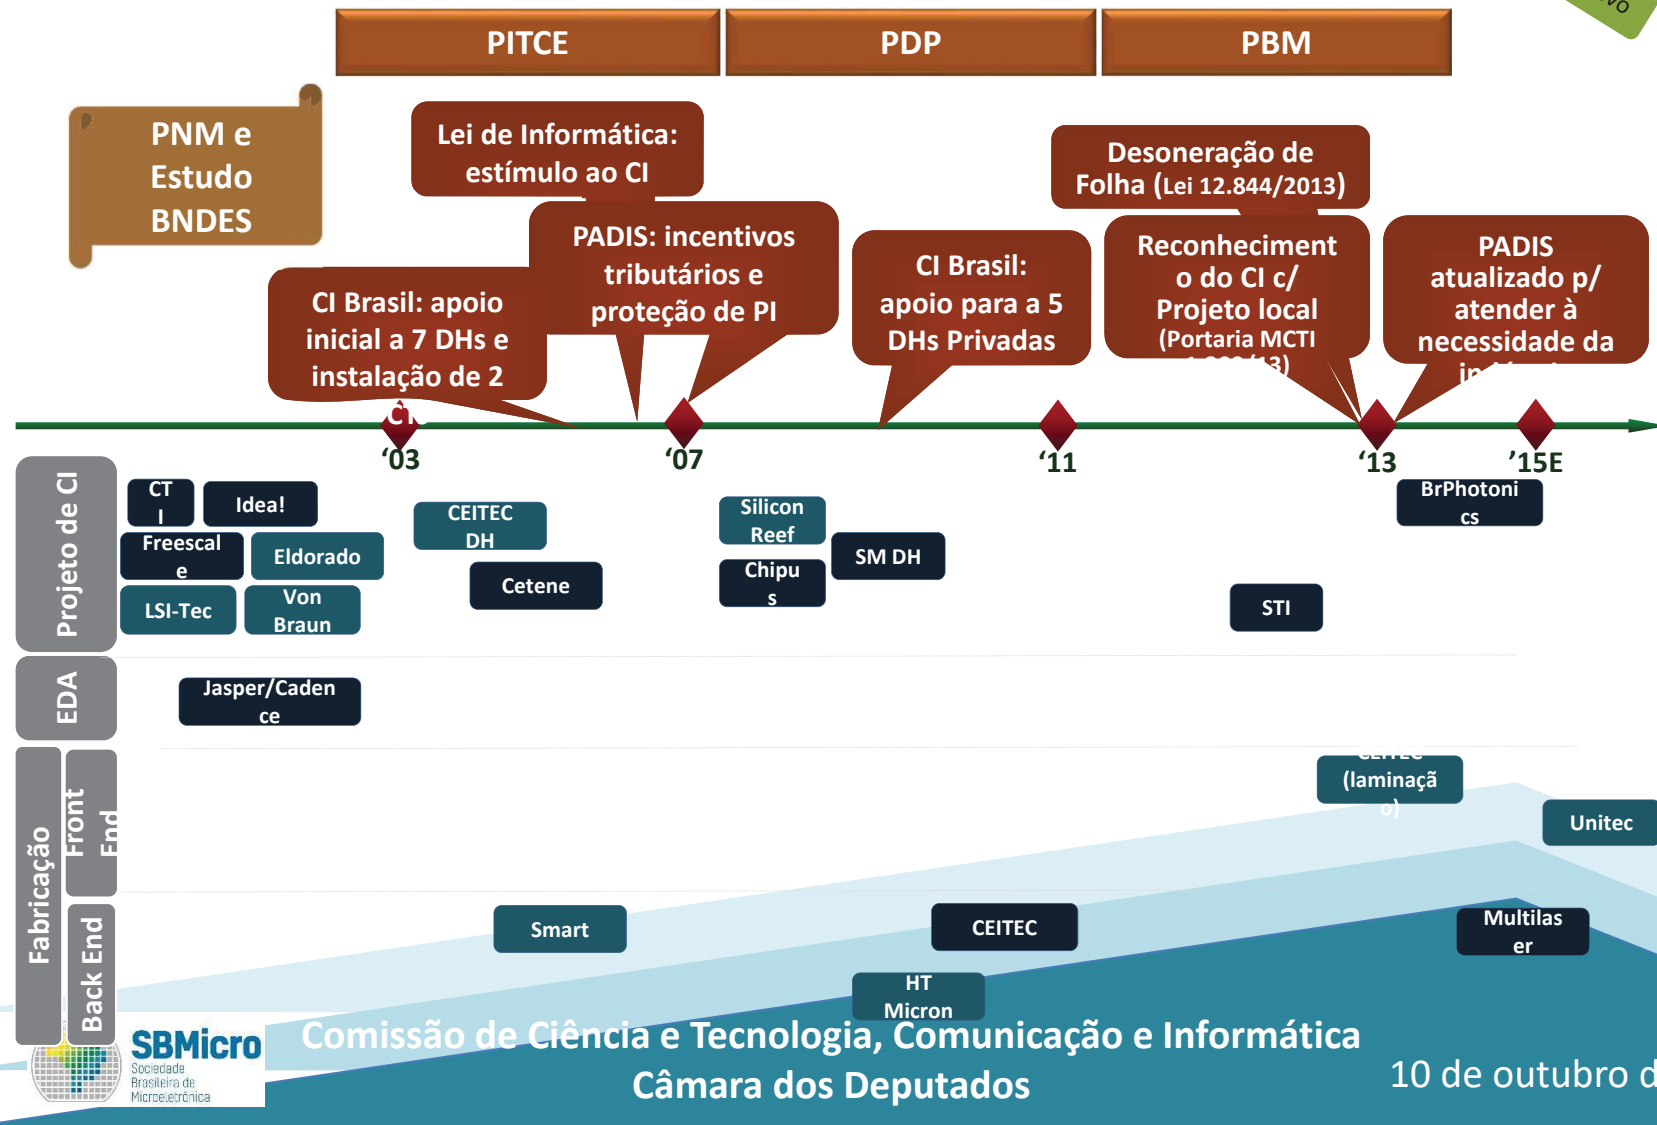 PITCE
PDP
PBM
PNM e
Estudo
BNDES
Lei de Informática:
estímulo ao CI
Desoneração de
Folha (Lei 12.844/2013)
PADIS: incentivos
tributários e
proteção de PI
CI Brasil:
apoio para a 5
DHs Privadas
Reconheciment
o do CI c/
Projeto local
(Portaria MCTI
PADIS
atualizado p/
atender à
necessidade da
CI Brasil: apoio
inicial a 7 DHs e
instalação de 2
‘03
‘07
‘11
‘13
’15E
Projeto de CI
CT
I
Idea!
Freescal
e
Eldorado
LSI-Tec
Von
Braun
CEITEC
DH
Cetene
Silicon
Reef
Chipu
s
SM DH
STI
BrPhotoni
cs
EDA
Jasper/Caden
ce
Fabricação
Front
End
CEITEC
(laminaçã
o)
Unitec
Back End
Smart
CEITEC
HT
Micron
Multilas
er
SBMicro
Sociedade
Brasileira de
Microeletrônica
Comissão de Ciência e Tecnologia, Comunicação e Informática
Câmara dos Deputados
10 de outubro d